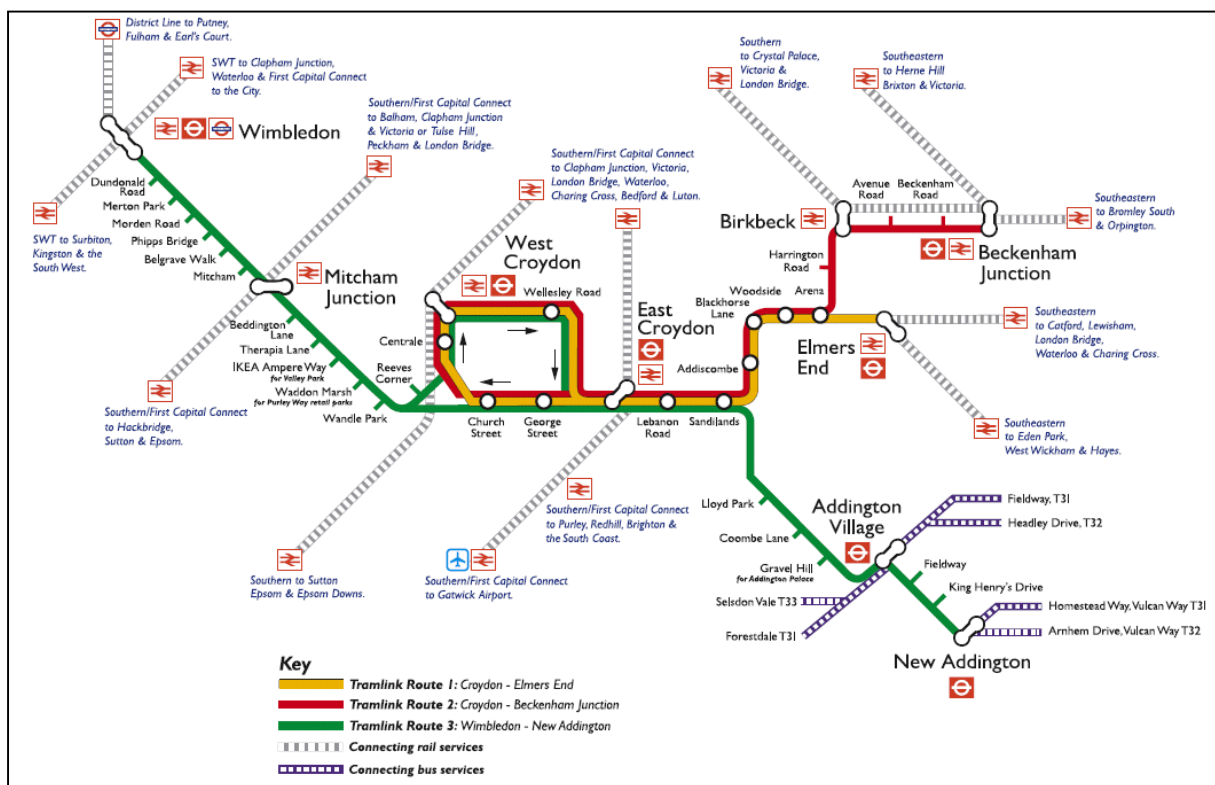 District Line to Putney,
Fulham & Earl's Court.
SWT to Clapham Junction,
Waterloo & First Capital Connect
to the City.
Wimbledon
Southern/First Capital Connect
to Balham, Clapham Junction
& Victoria or Tulse Hill,
Peckham & London Bridge.
Southern/First Capital Connect
to Clapham Junction, Victoria,
London Bridge, Waterloo,
Charing Cross, Bedford & Luton.
Southern
to Crystal Palace,
Victoria &
London Bridge.
Southeastern
to Herne Hill
Brixton & Victoria.
Dundonald
Road
Merton Park
Morden Road
Phipps Bridge
Belgrave Walk
Mitcham
SWT to Surbiton,
Kingston & the
South West.
Mitcham
Junction
Beddington
Lane
Therapia Lane
IKEA Ampere Way
for Valley Park
Waddon Marsh
for Purley Way retail parks
Wandle Park
Reeves
Corner
Centrale
West
Croydon
Wellesley Road
Church
Street
George
Street
East
Croydon
Lebanon
Road
Sandilands
Addiscombe
Blackhorse
Lane
Woodside
Arena
Harrington
Road
Birkbeck
Avenue
Road
Beckenham
Road
Beckenham
Junction
Southeastern
to Bromley South
& Orpington.
Elmers
End
Southeastern
to Catford, Lewisham,
London Bridge,
Waterloo & Charing Cross.
Southeastern
to Eden Park,
West Wickham & Hayes.
Southern/First Capital Connect
to Hackbridge,
Sutton & Epsom.
Southern to Sutton
Epsom & Epsom Downs.
Southern/First Capital Connect
to Gatwick Airport.
Southern/First Capital Connect
to Purley, Redhill, Brighton &
the South Coast.
Lloyd Park
Coombe Lane
Gravel Hill
for Addington Palace
Addington
Village
Fieldway, T31
Headley Drive, T32
Selsdon Vale T33
Forestdale T31
Fieldway
King Henry's Drive
Homestead Way, Vulcan Way T31
Arnhem Drive, Vulcan Way T32
New Addington
Key
Tramlink Route 1: Croydon - Elmers End
Tramlink Route 2: Croydon - Beckenham Junction
Tramlink Route 3: Wimbledon - New Addington
Connecting rail services
Connecting bus services